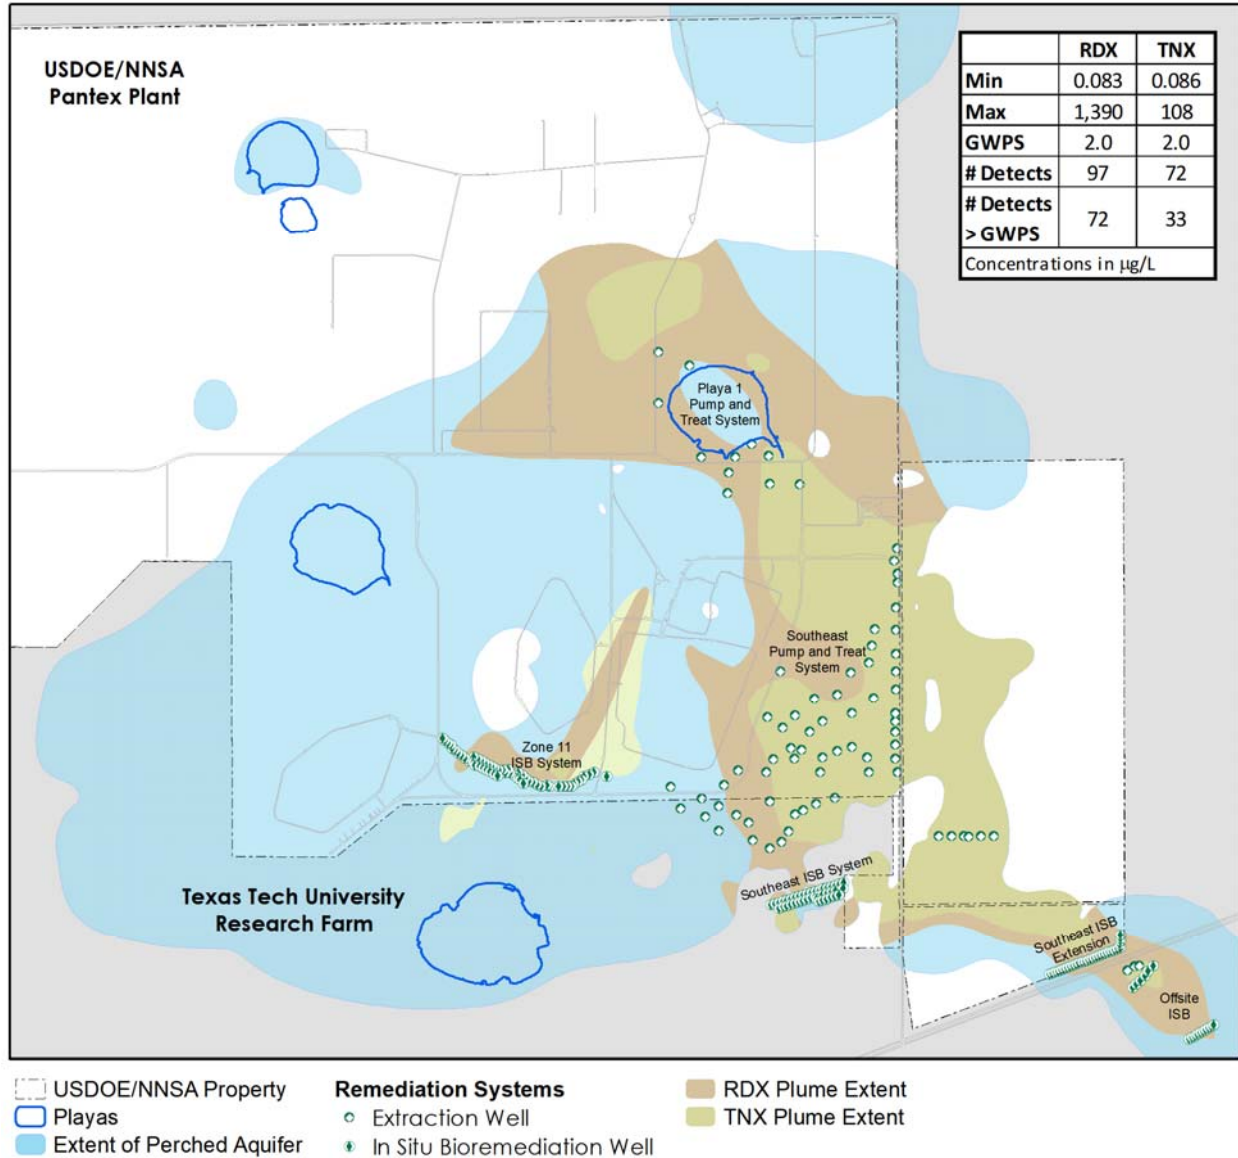 USDOE/NNSA
Pantex Plant
RDX TNX
Min 0.083 0.086
Max 1,390 108
GWPS 2.0 2.0
# Detects 97 72
# Detects
> GWPS 72 33
Concentrations in µg/L
Playa 1
Pump and
Treat System
Southeast
Pump and Treat
System
Zone 11
ISB System
Southeast ISB System
Texas Tech University
Research Farm
Southeast ISB
Extension
Offsite
ISB
USDOE/NNSA Property
Playas
Extent of Perched Aquifer
Remediation Systems
Extraction Well
In Situ Bioremediation Well
RDX Plume Extent
TNX Plume Extent